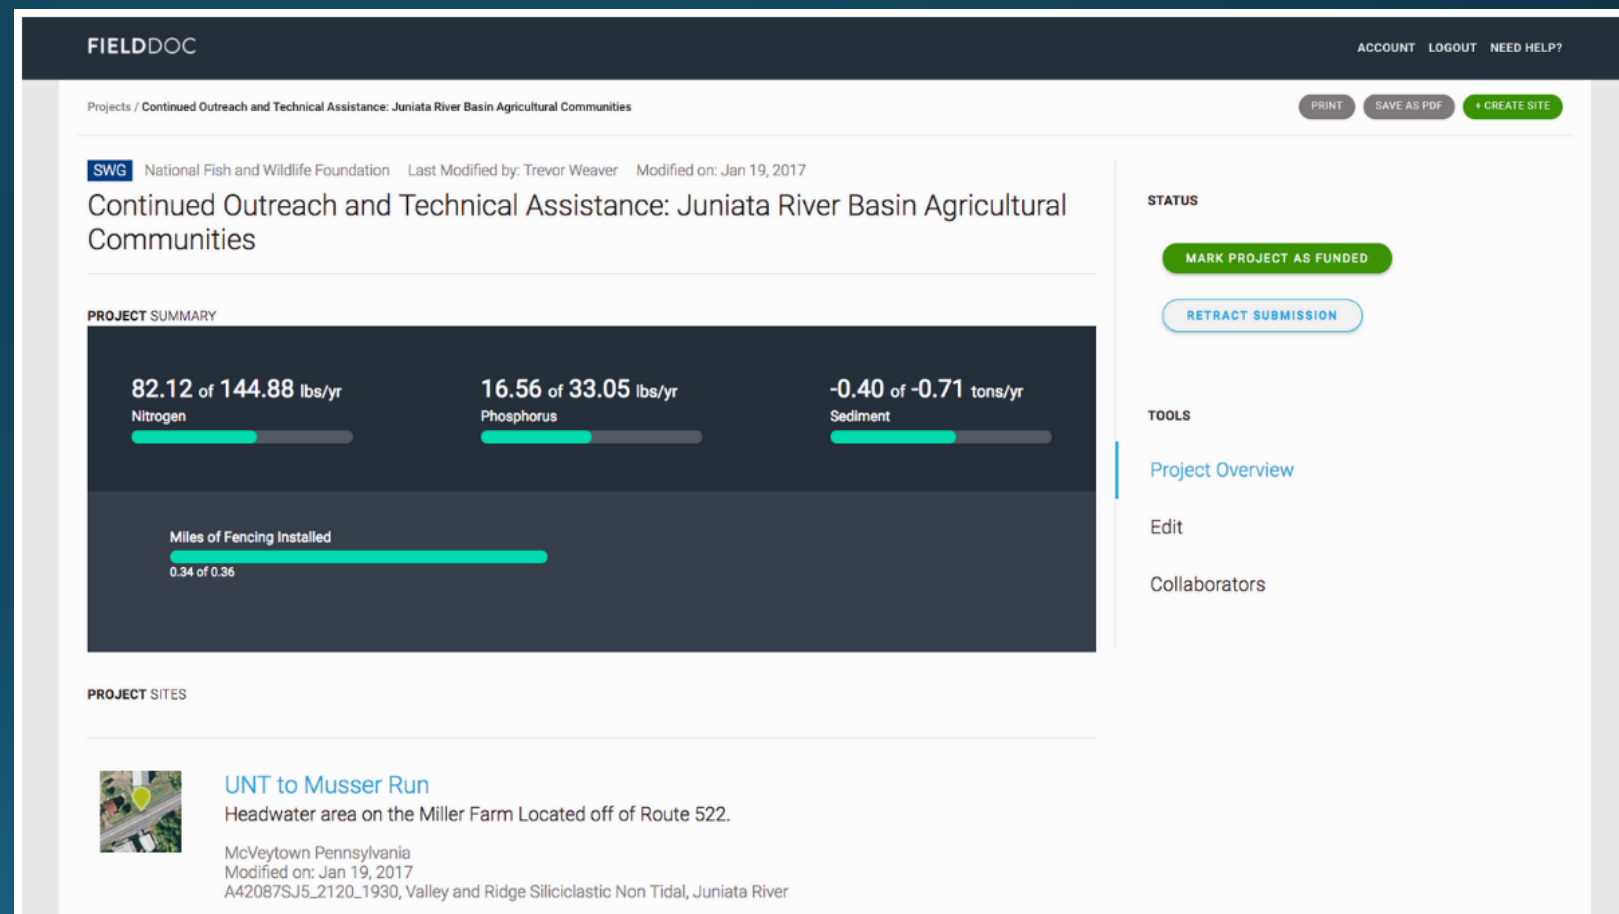 FIELDDOC
ACCOUNT LOGOUT NEED HELP?
Projects / Continued Outreach and Technical Assistance: Juniata River Basin Agricultural Communities
PRINT SAVE AS PDF + CREATE SITE
SWG National Fish and Wildlife Foundation Last Modified by: Trevor Weaver Modified on: Jan 19, 2017
Continued Outreach and Technical Assistance: Juniata River Basin Agricultural
Communities
STATUS
MARK PROJECT AS FUNDED
RETRACT SUBMISSION
PROJECT SUMMARY
82.12 of 144.88 lbs/yr
Nitrogen
16.56 of 33.05 lbs/yr
Phosphorus
-0.40 of -0.71 tons/yr
Sediment
Miles of Fencing Installed
0.34 of 0.36
TOOLS
Project Overview
Edit
Collaborators
PROJECT SITES
UNT to Musser Run
Headwater area on the Miller Farm Located off of Route 522.
McVeytown Pennsylvania
Modified on: Jan 19, 2017
A42087SJ5_2120_1930, Valley and Ridge Siliciclastic Non Tidal, Juniata River